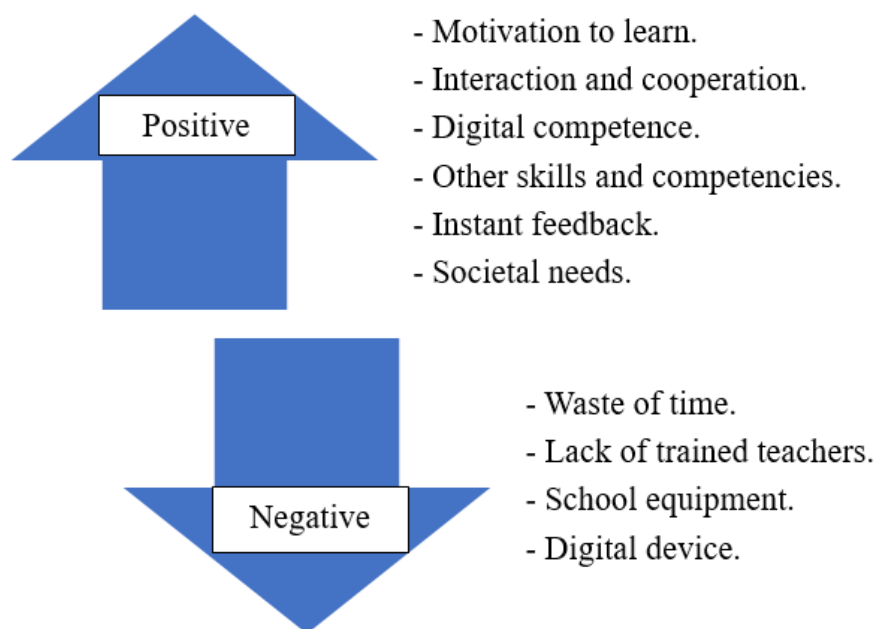 Positive
- Motivation to learn.
- Interaction and cooperation.
- Digital competence.
- Other skills and competencies.
- Instant feedback.
- Societal needs.
Negative
- Waste of time.
- Lack of trained teachers.
- School equipment.
- Digital device.